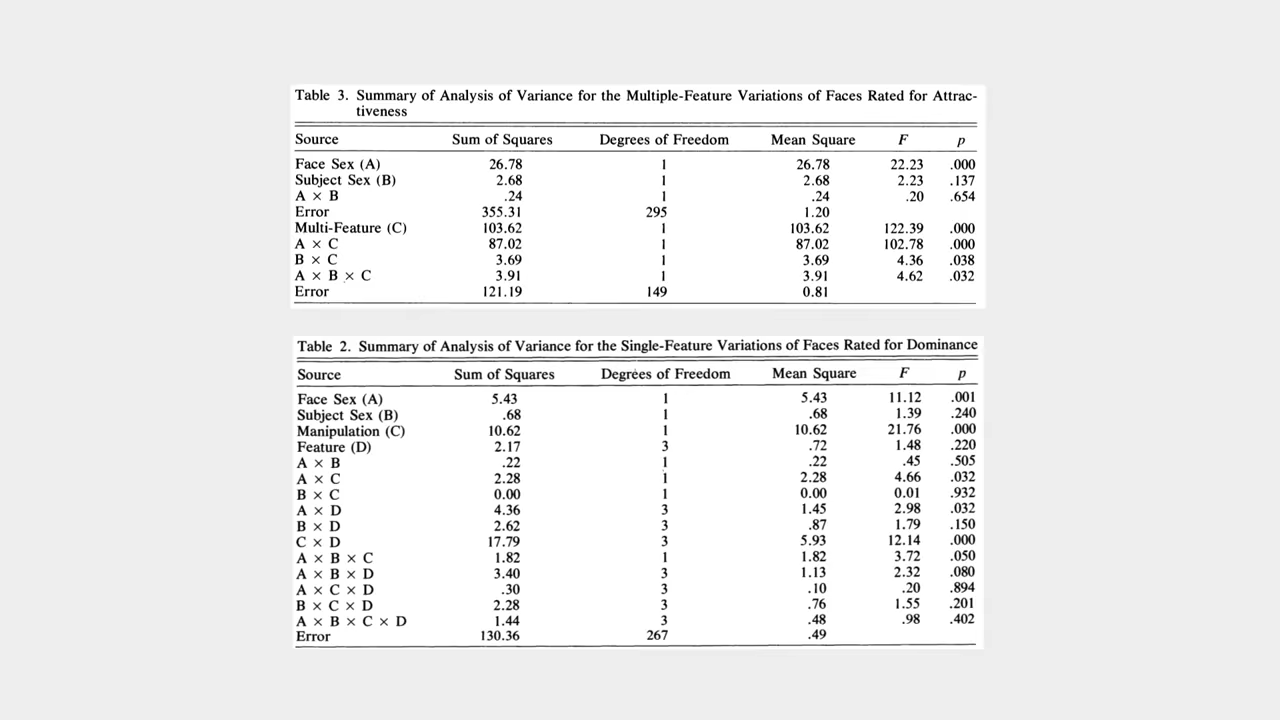 Table 3. Summary of Analysis of Variance for the Multiple-Feature Variations of Faces Rated for Attrac-
tiveness
Source Sum of Squares Degrees of Freedom Mean Square F p
Face Sex (A) 26.78 1 26.78 22.23 .000
Subject Sex (B) 2.68 1 2.68 2.23 .137
A × B .24 1 .24 .20 .654
Error 355.31 295 1.20
Multi-Feature (C) 103.62 1 103.62 122.39 .000
A × C 87.02 1 87.02 102.78 .000
B × C 3.69 1 3.69 4.36 .038
A × B × C 3.91 1 3.91 4.62 .032
Error 121.19 149 0.81
Table 2. Summary of Analysis of Variance for the Single-Feature Variations of Faces Rated for Dominance
Source Sum of Squares Degrees of Freedom Mean Square F p
Face Sex (A) 5.43 1 5.43 11.12 .001
Subject Sex (B) .68 1 .68 1.39 .240
Manipulation (C) 10.62 1 10.62 21.76 .000
Feature (D) 2.17 3 .72 1.48 .220
A × B .22 1 .22 .45 .505
A × C 2.28 1 2.28 4.66 .032
B × C 0.00 1 0.00 0.01 .932
A × D 4.36 3 1.45 2.98 .032
B × D 2.62 3 .87 1.79 .150
C × D 17.79 3 5.93 12.14 .000
A × B × C 1.82 1 1.82 3.72 .050
A × B × D 3.40 3 1.13 2.32 .080
A × C × D .30 3 .10 .20 .894
B × C × D 2.28 3 .76 1.55 .201
A × B × C × D 1.44 3 .48 .98 .402
Error 130.36 267 .49